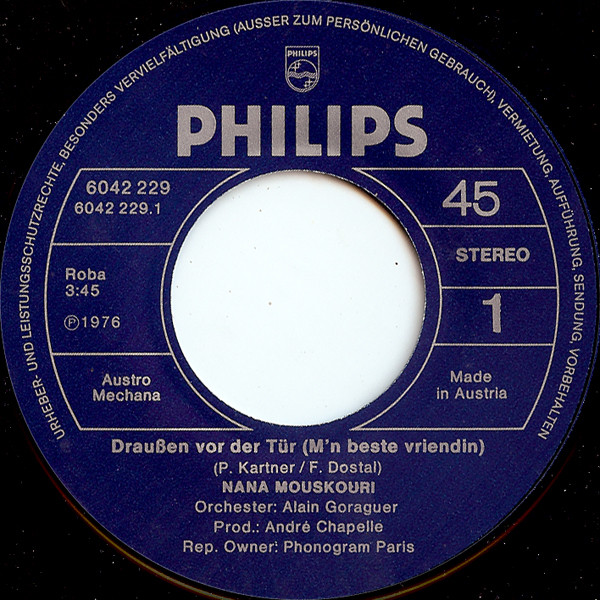 URHEBER- UND LEISTUNGSSCHUTZRECHTE, BESONDERS VERVIELFÄLTIGUNG (AUSSER ZUM PERSÖNLICHEN GEBRAUCH), VERMIETUNG, AUFFÜHRUNG, SENDUNG, VORBEHALTEN
PHILIPS
PHILIPS
6042 229
6042 229.1
45
STEREO
Roba
3:45
℗1976
1
Austro
Mechana
Made
in Austria
Draußen vor der Tür (M'n beste vriendin)
(P. Kartner / F. Dostal)
NANA MOUSKOURI
Orchester: Alain Goraguer
Prod.: André Chapelle
Rep. Owner: Phonogram Paris